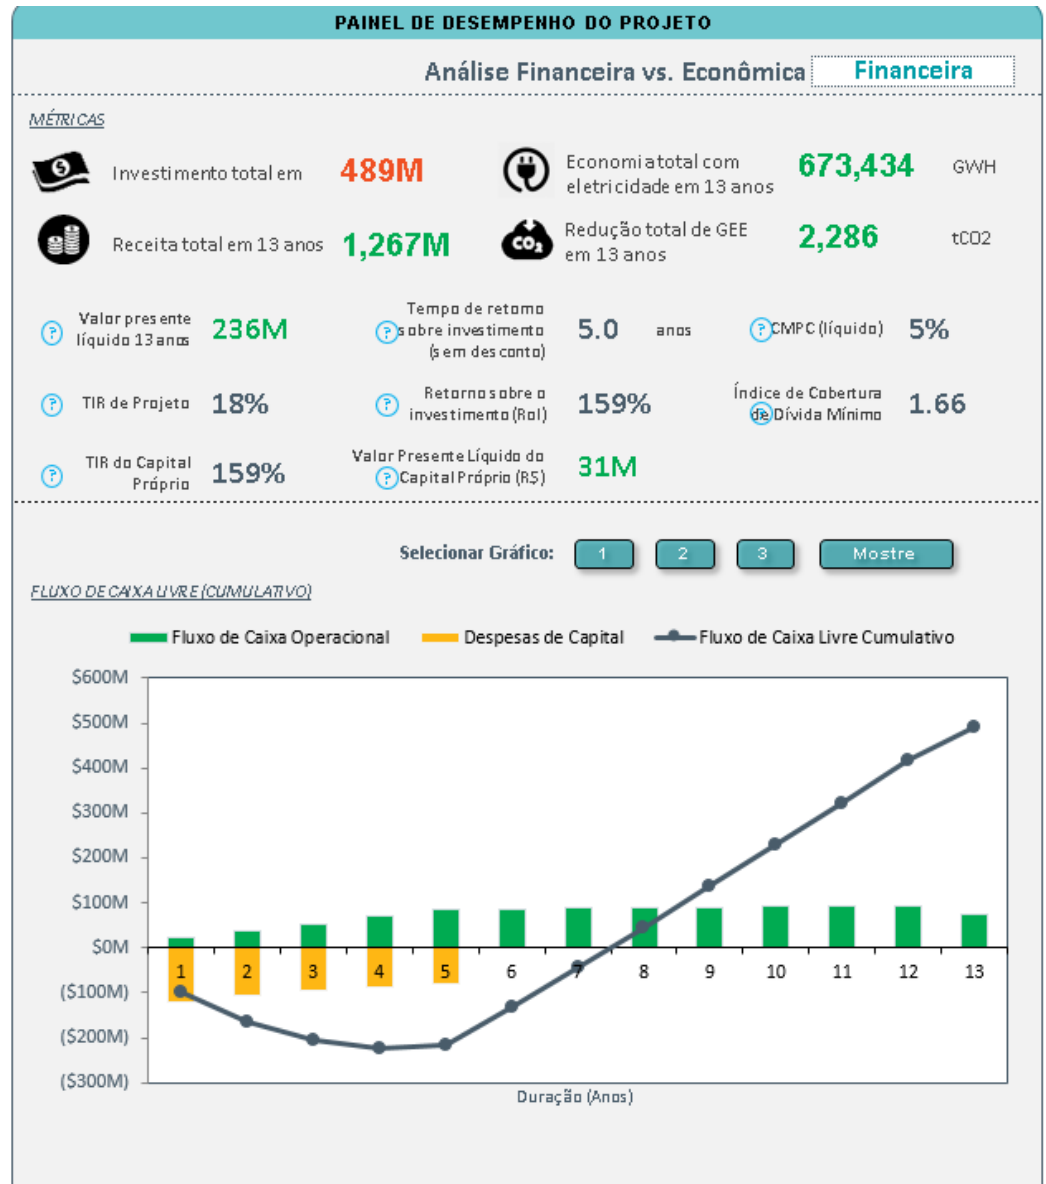 PAINEL DE DESEMPENHO DO PROJETO
Análise Financeira vs. Econômica Financeira
MÉTRICAS
Investimento total em 489M
Economia total com
eletricidade em 13 anos
673,434 GWH
Receita total em 13 anos 1,267M
Redução total de GEE
em 13 anos
2,286 tCO2
CO₂
Valor presente
líquido 13 anos
236M
Tempo de retorno
sobre investimento
(sem desconto)
5.0 anos
CMPC (líquido) 5%
TIR de Projeto 18%
Retorno sobre o
investimento (RoI)
159%
Índice de Cobertura
de Dívida Mínimo
1.66
TIR do Capital
Próprio
159%
Valor Presente Líquido do
Capital Próprio (R$)
31M
Selecionar Gráfico: 1 2 3 Mostre
FLUXO DE CAIXA LIVRE (CUMULATIVO)
Fluxo de Caixa Operacional Despesas de Capital Fluxo de Caixa Livre Cumulativo
$600M
$500M
$400M
$300M
$200M
$100M
$0M
($100M)
($200M)
($300M)
1 2 3 4 5 6 7 8 9 10 11 12 13
Duração (Anos)